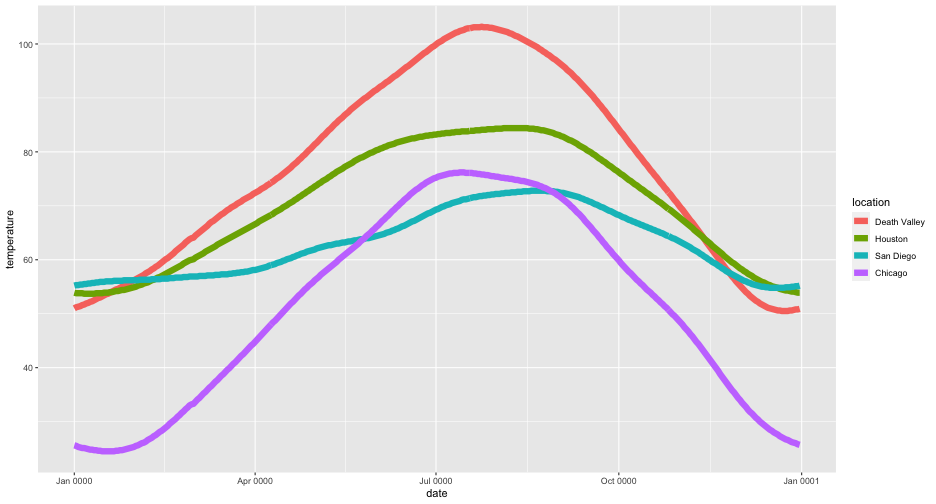 temperature
100
80
60
40
Jan 0000
Apr 0000
Jul 0000
Oct 0000
Jan 0001
date
location
Death Valley
Houston
San Diego
Chicago